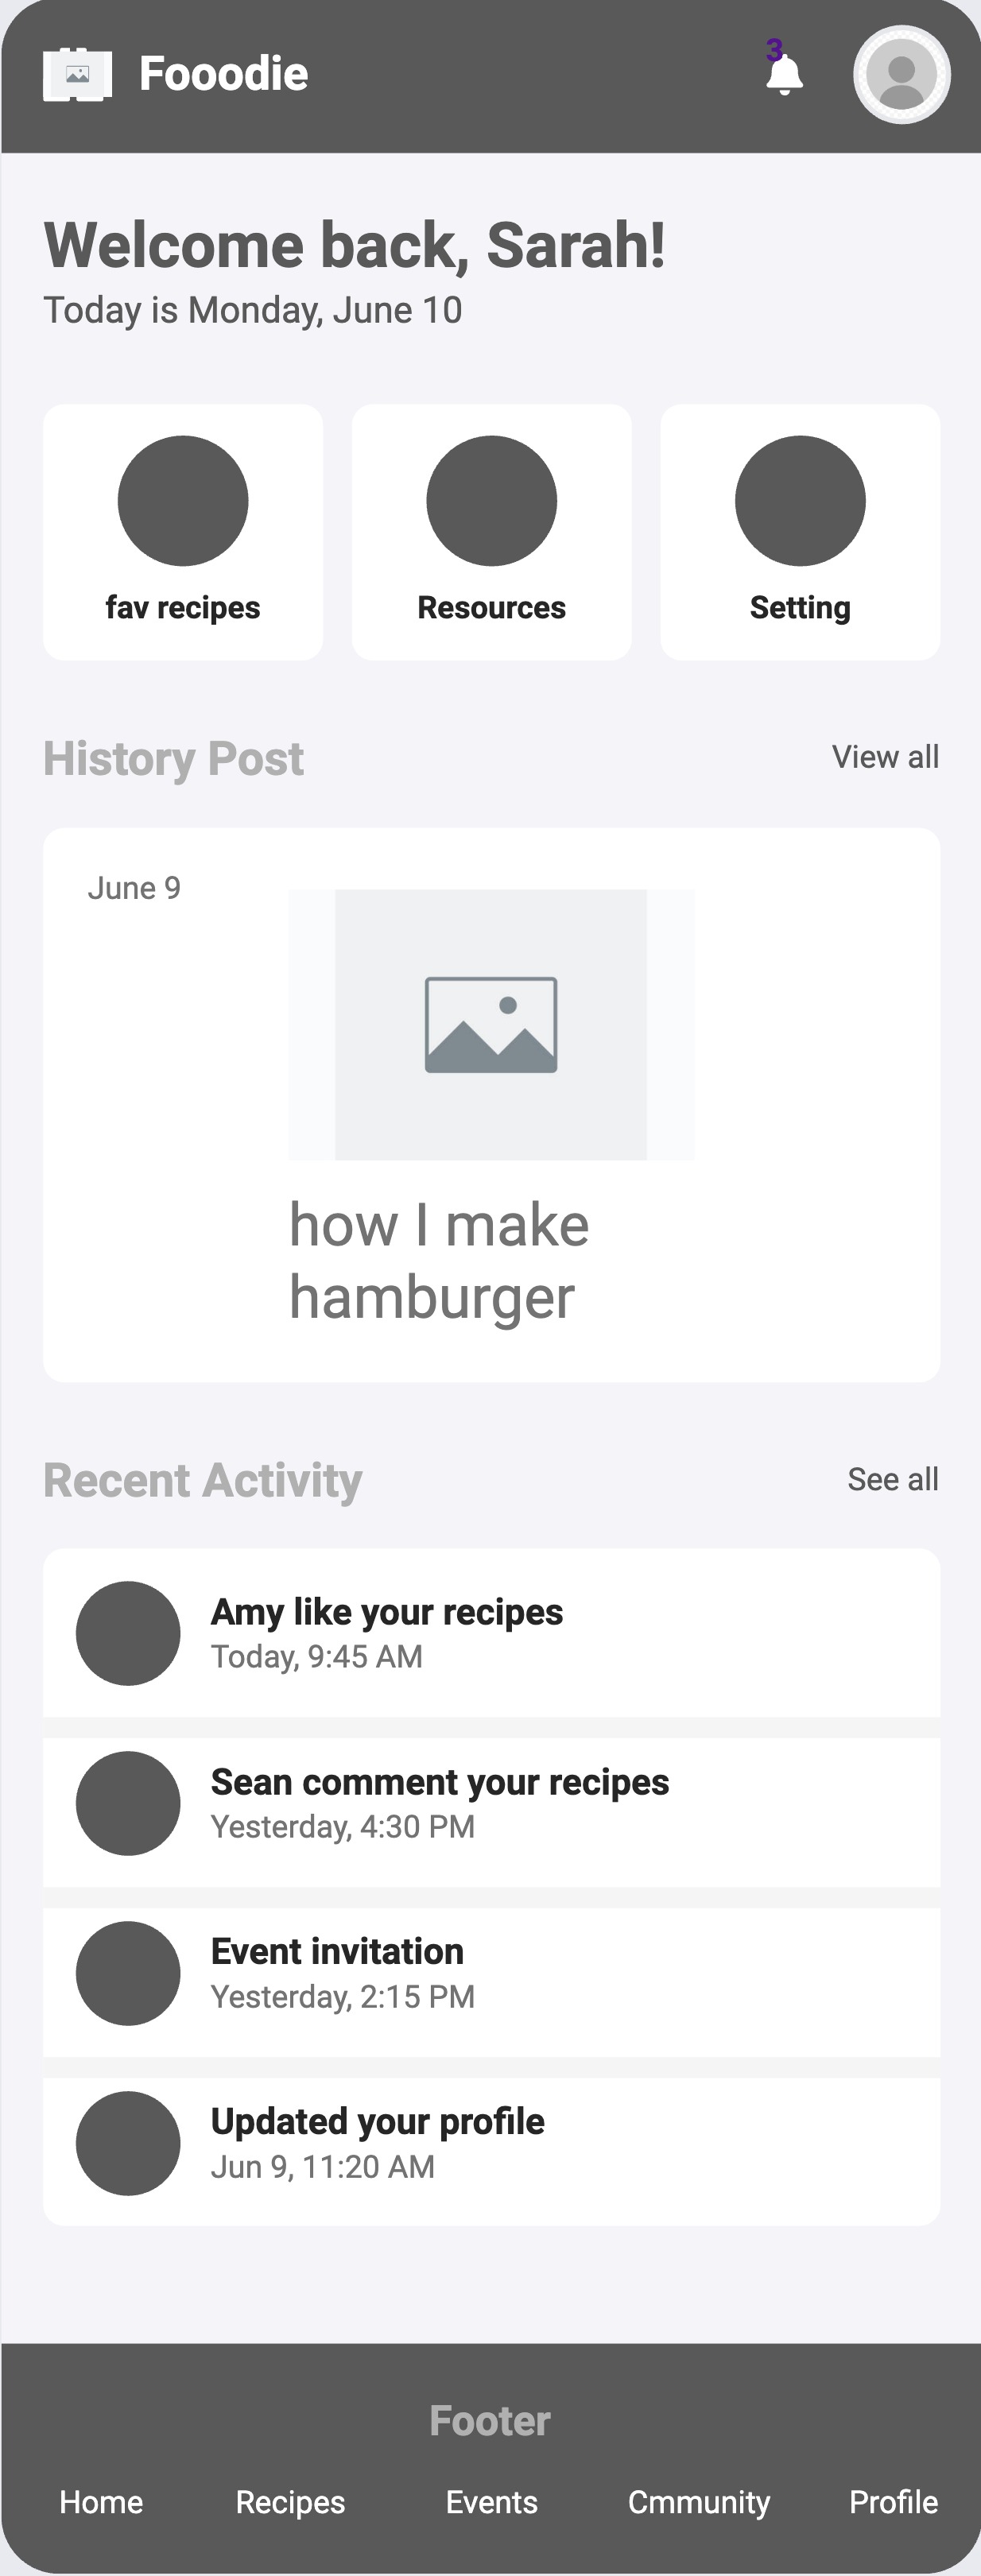 Fooodie
3
Welcome back, Sarah!
Today is Monday, June 10
fav recipes
Resources
Setting
History Post
View all
June 9
how I make
hamburger
Recent Activity
See all
Amy like your recipes
Today, 9:45 AM
Sean comment your recipes
Yesterday, 4:30 PM
Event invitation
Yesterday, 2:15 PM
Updated your profile
Jun 9, 11:20 AM
Footer
Home
Recipes
Events
Cmmunity
Profile